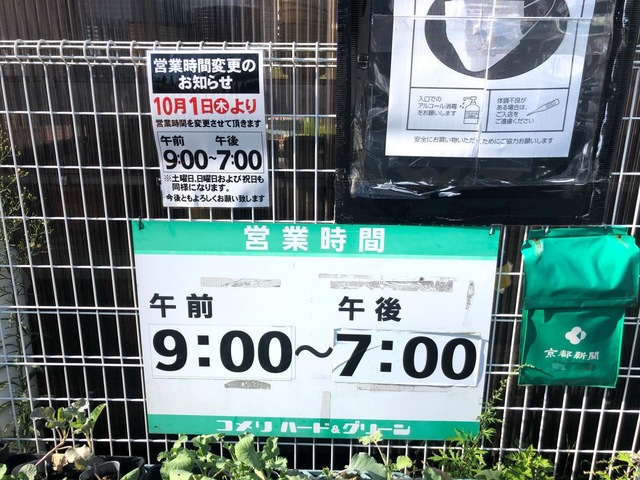 営業時間変更の
お知らせ
10月1日木より
営業時間を変更させて頂きます
午前 午後
9:00~7:00
※土曜日,日曜日および祝日も
同様になります。
今後ともよろしくお願い致します
入口での
アルコール消毒
をお願いします
体調不良が
ある場合は、
ご入店を
ご遠慮ください
安全にお買い物いただくためにご協力お願いします
営業時間
午前 午後
9:00~7:00
コメリ ハード&グリーン
京都新聞